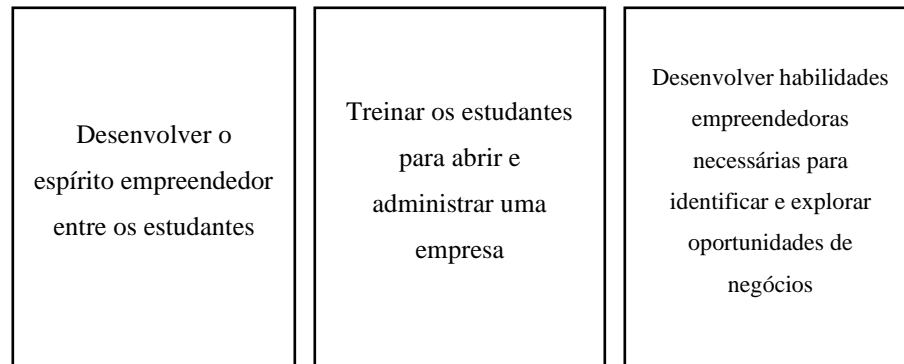 Desenvolver o
espírito empreendedor
entre os estudantes
Treinar os estudantes
para abrir e
administrar uma
empresa
Desenvolver habilidades
empreendedoras
necessárias para
identificar e explorar
oportunidades de
negócios